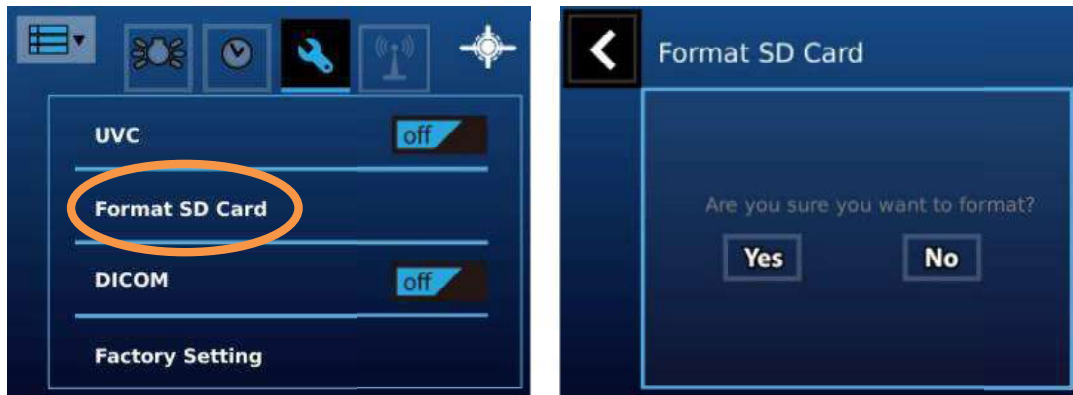 UVC
off
Format SD Card
DICOM
off
Factory Setting
Format SD Card
Are you sure you want to format?
Yes
No